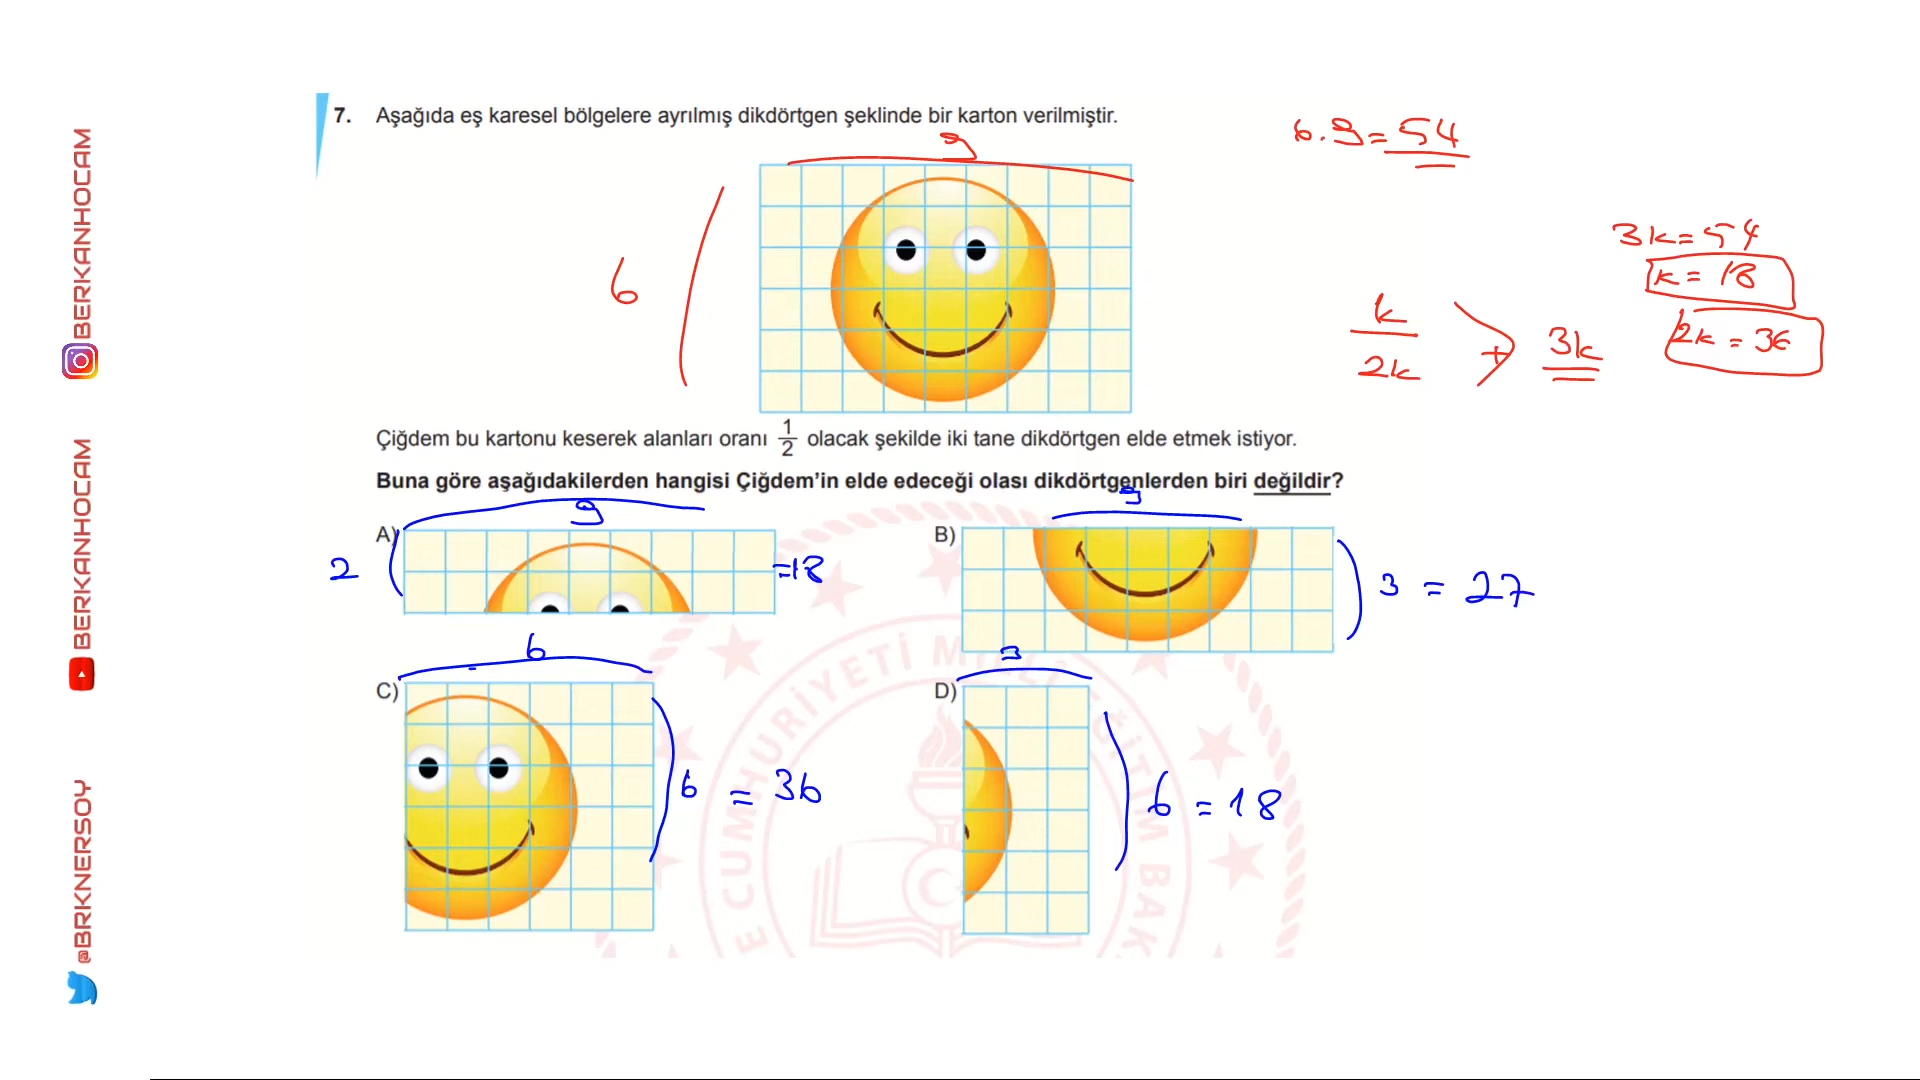 7. Aşağıda eş karesel bölgelere ayrılmış dikdörtgen şeklinde bir karton verilmiştir.
9
6
6.9=54
3k=54
k=18
2k=36
k
2k
+
3k
Çiğdem bu kartonu keserek alanları oranı 1/2 olacak şekilde iki tane dikdörtgen elde etmek istiyor.
Buna göre aşağıdakilerden hangisi Çiğdem'in elde edeceği olası dikdörtgenlerden biri değildir?
A)
9
2
=18
B)
9
3 = 27
C)
6
6 = 36
D)
3
6 = 18
BERKANHOCAM
BERKANHOCAM
@BRKNERSOY
E CUMHURİYETİ M